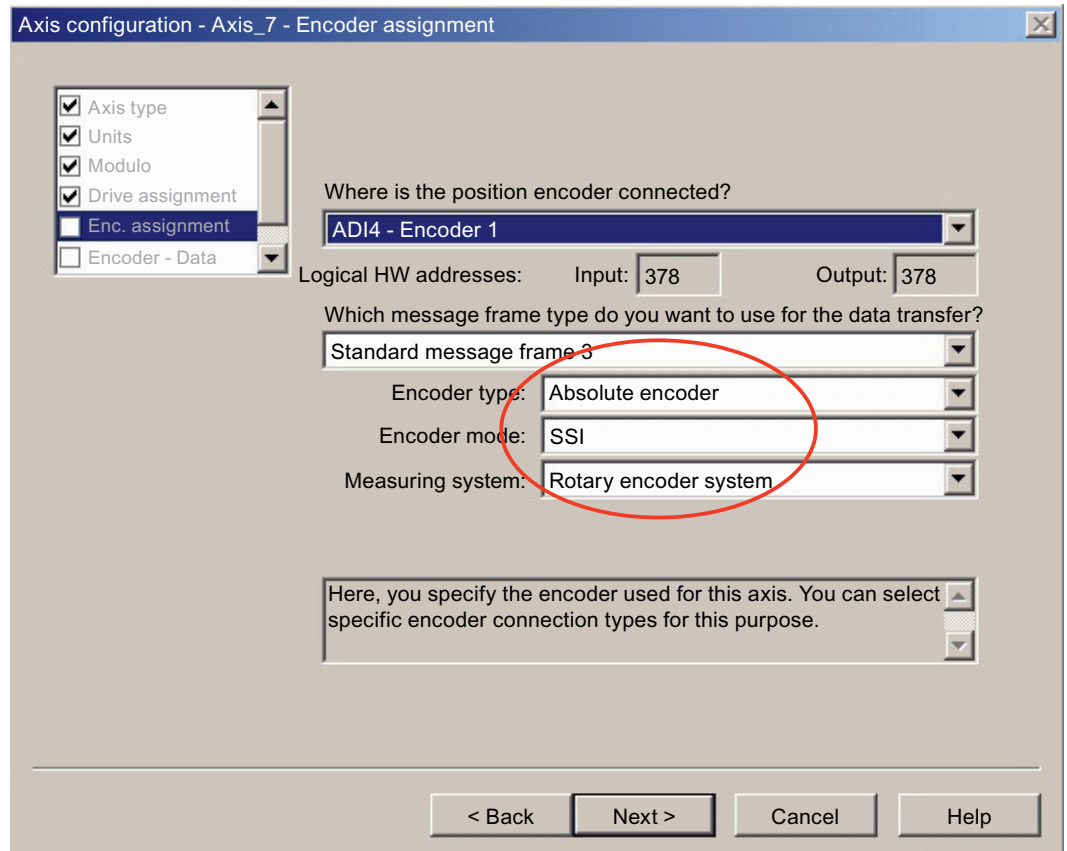 Axis configuration - Axis_7 - Encoder assignment
Axis type
Units
Modulo
Drive assignment
Enc. assignment
Encoder - Data
Where is the position encoder connected?
ADI4 - Encoder 1
Logical HW addresses: Input: 378 Output: 378
Which message frame type do you want to use for the data transfer?
Standard message frame 3
Encoder type: Absolute encoder
Encoder mode: SSI
Measuring system: Rotary encoder system
Here, you specify the encoder used for this axis. You can select
specific encoder connection types for this purpose.
< Back Next > Cancel Help